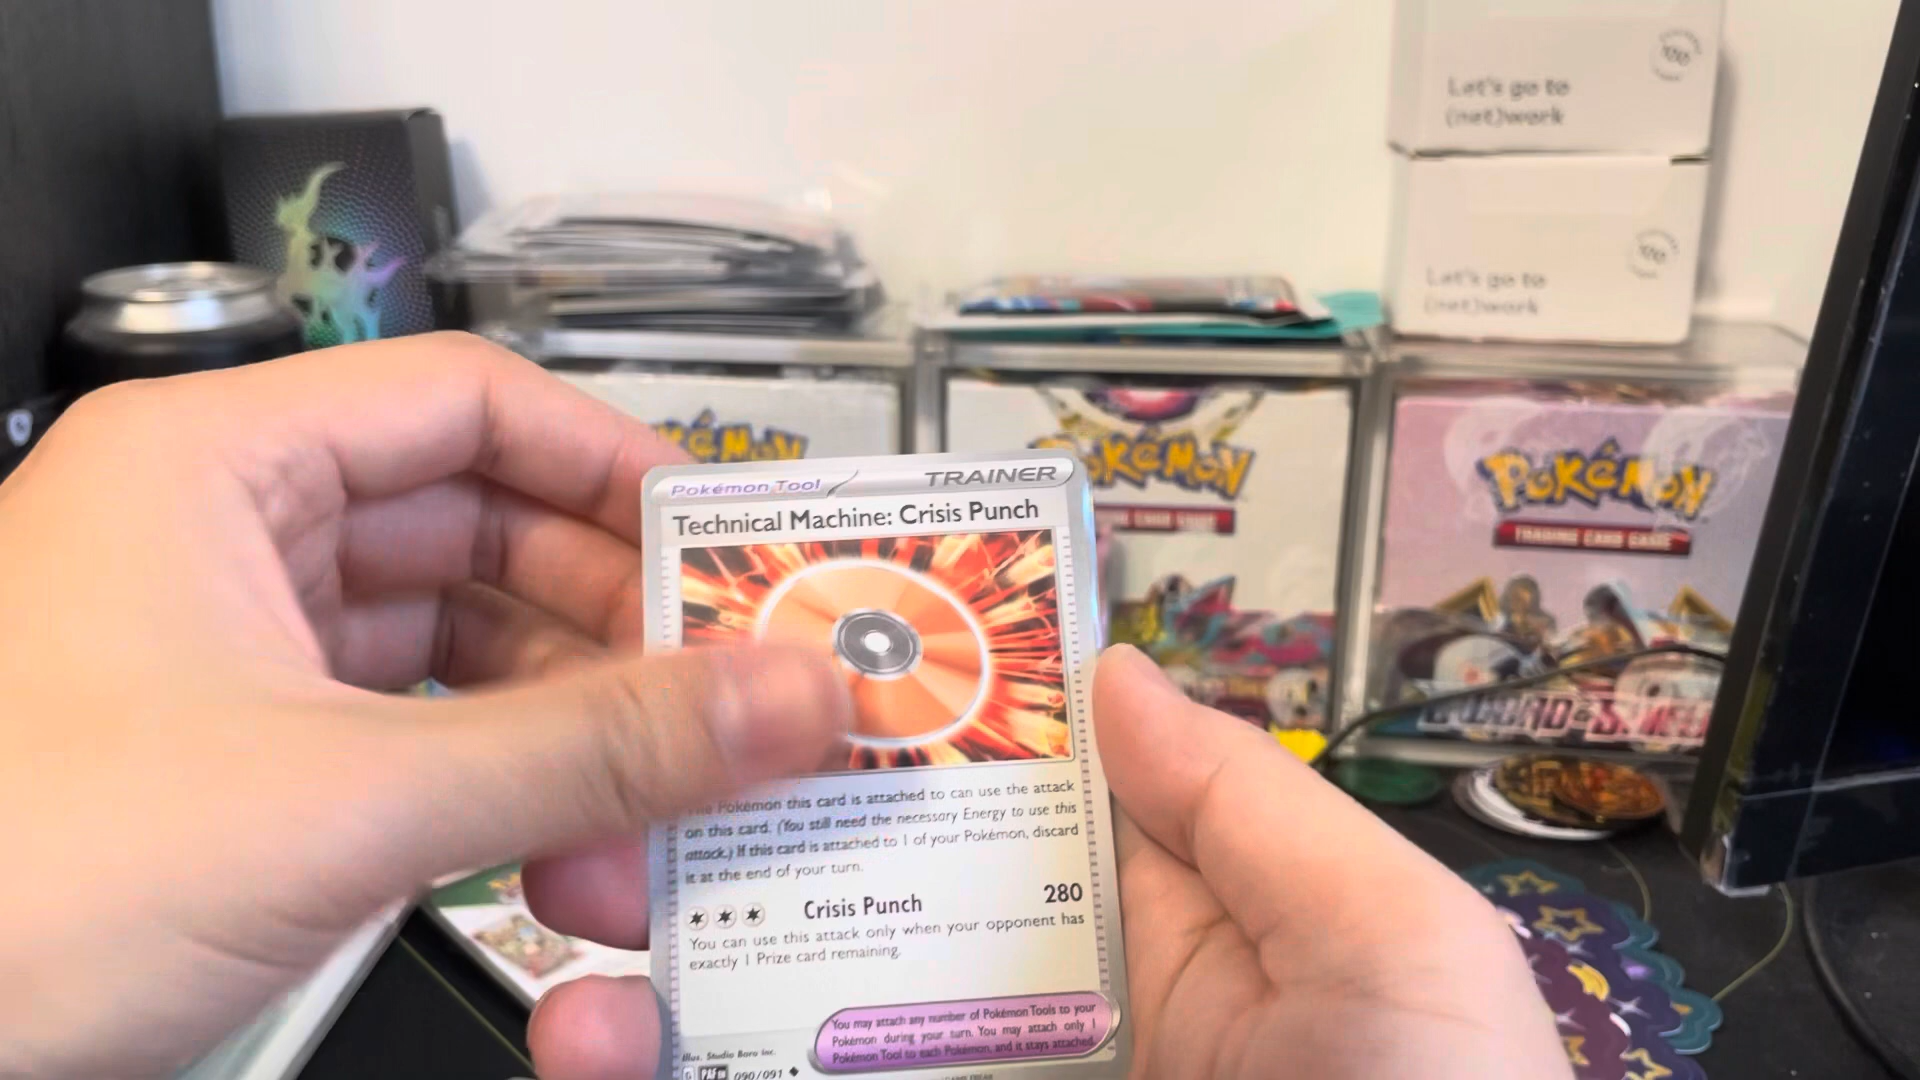 Let's go to
(net)work
Let's go to
(net)work
POKéMON
POKéMON
TRADING CARD GAME
Pokémon Tool
TRAINER
Technical Machine: Crisis Punch
The Pokémon this card is attached to can use the attack
on this card. (You still need the necessary Energy to use this
attack.) If this card is attached to 1 of your Pokémon, discard
it at the end of your turn.
Crisis Punch 280
You can use this attack only when your opponent has
exactly 1 Prize card remaining.
You may attach any number of Pokémon Tools to your
Pokémon during your turn. You may attach only 1
Pokémon Tool to each Pokémon, and it stays attached.
Illus. Studio Bora Inc.
G PAF EN 090/091